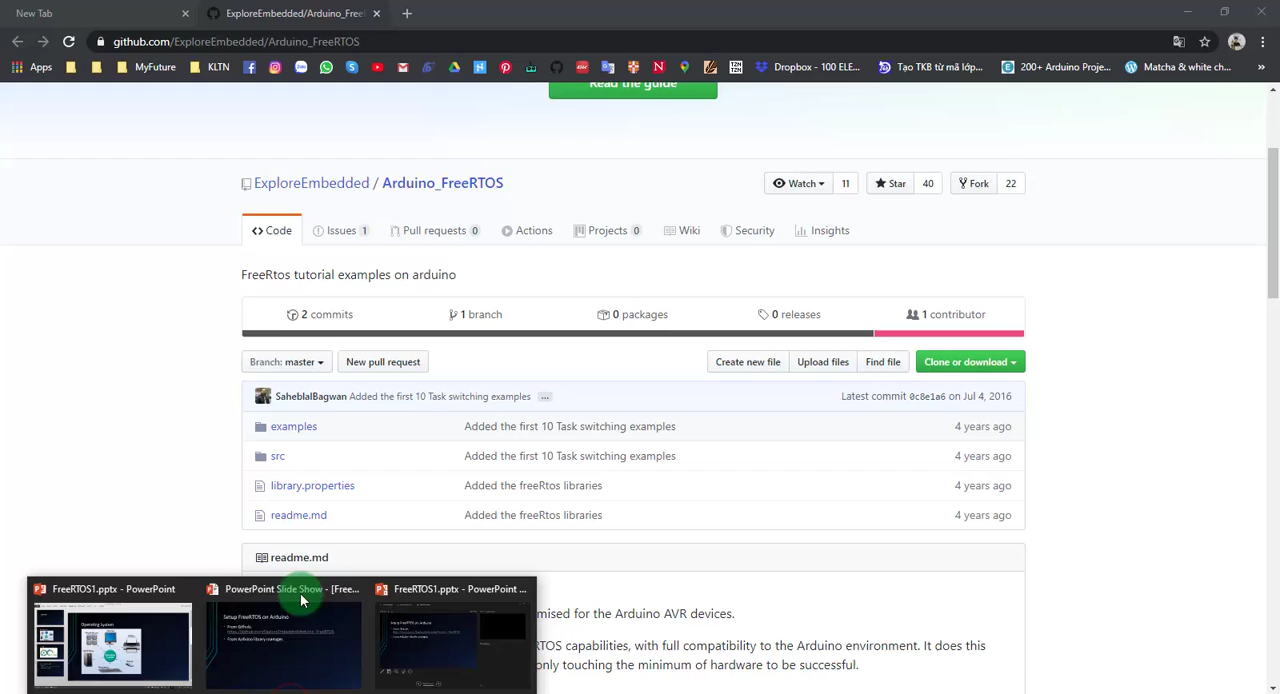 New Tab
ExploreEmbedded/Arduino_Free
github.com/ExploreEmbedded/Arduino_FreeRTOS
Apps
MyFuture
KLTN
Dropbox - 100 ELE...
Tạo TKB từ mã lớp...
200+ Arduino Proje...
Matcha & white ch...
Read the guide
ExploreEmbedded / Arduino_FreeRTOS
Watch 11
Star 40
Fork 22
Code
Issues 1
Pull requests 0
Actions
Projects 0
Wiki
Security
Insights
FreeRtos tutorial examples on arduino
2 commits
1 branch
0 packages
0 releases
1 contributor
Branch: master
New pull request
Create new file
Upload files
Find file
Clone or download
SaheblalBagwan Added the first 10 Task switching examples ...
Latest commit 0c8e1a6 on Jul 4, 2016
examples
Added the first 10 Task switching examples
4 years ago
src
Added the first 10 Task switching examples
4 years ago
library.properties
Added the freeRtos libraries
4 years ago
readme.md
Added the freeRtos libraries
4 years ago
readme.md
FreeRTOS1.pptx - PowerPoint
PowerPoint Slide Show - [Free...
FreeRTOS1.pptx - PowerPoint ...
Operating System
Setup FreeRTOS on Arduino
mised for the Arduino AVR devices.
RTOS capabilities, with full compatibility to the Arduino environment. It does this
only touching the minimum of hardware to be successful.